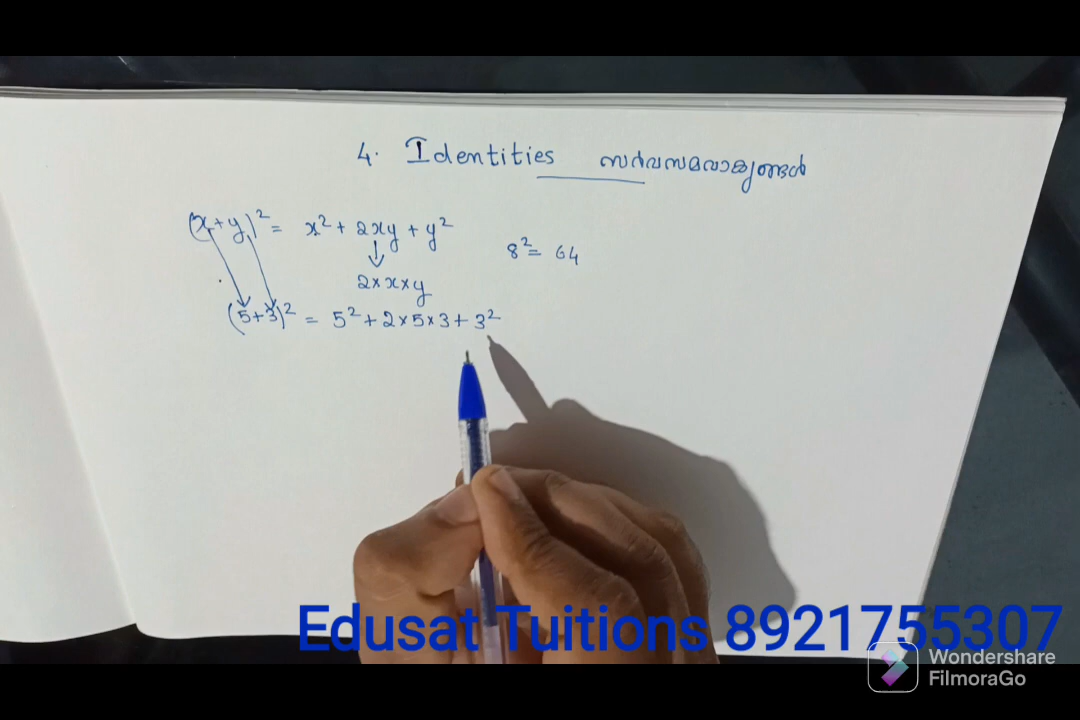 4. Identities സർവസമവാക്യങ്ങൾ
(x+y)² = x² + 2xy + y²
8² = 64
2×x×y
(5+3)² = 5² + 2×5×3 + 3²
Edusat Tuitions 8921755307
Wondershare
FilmoraGo